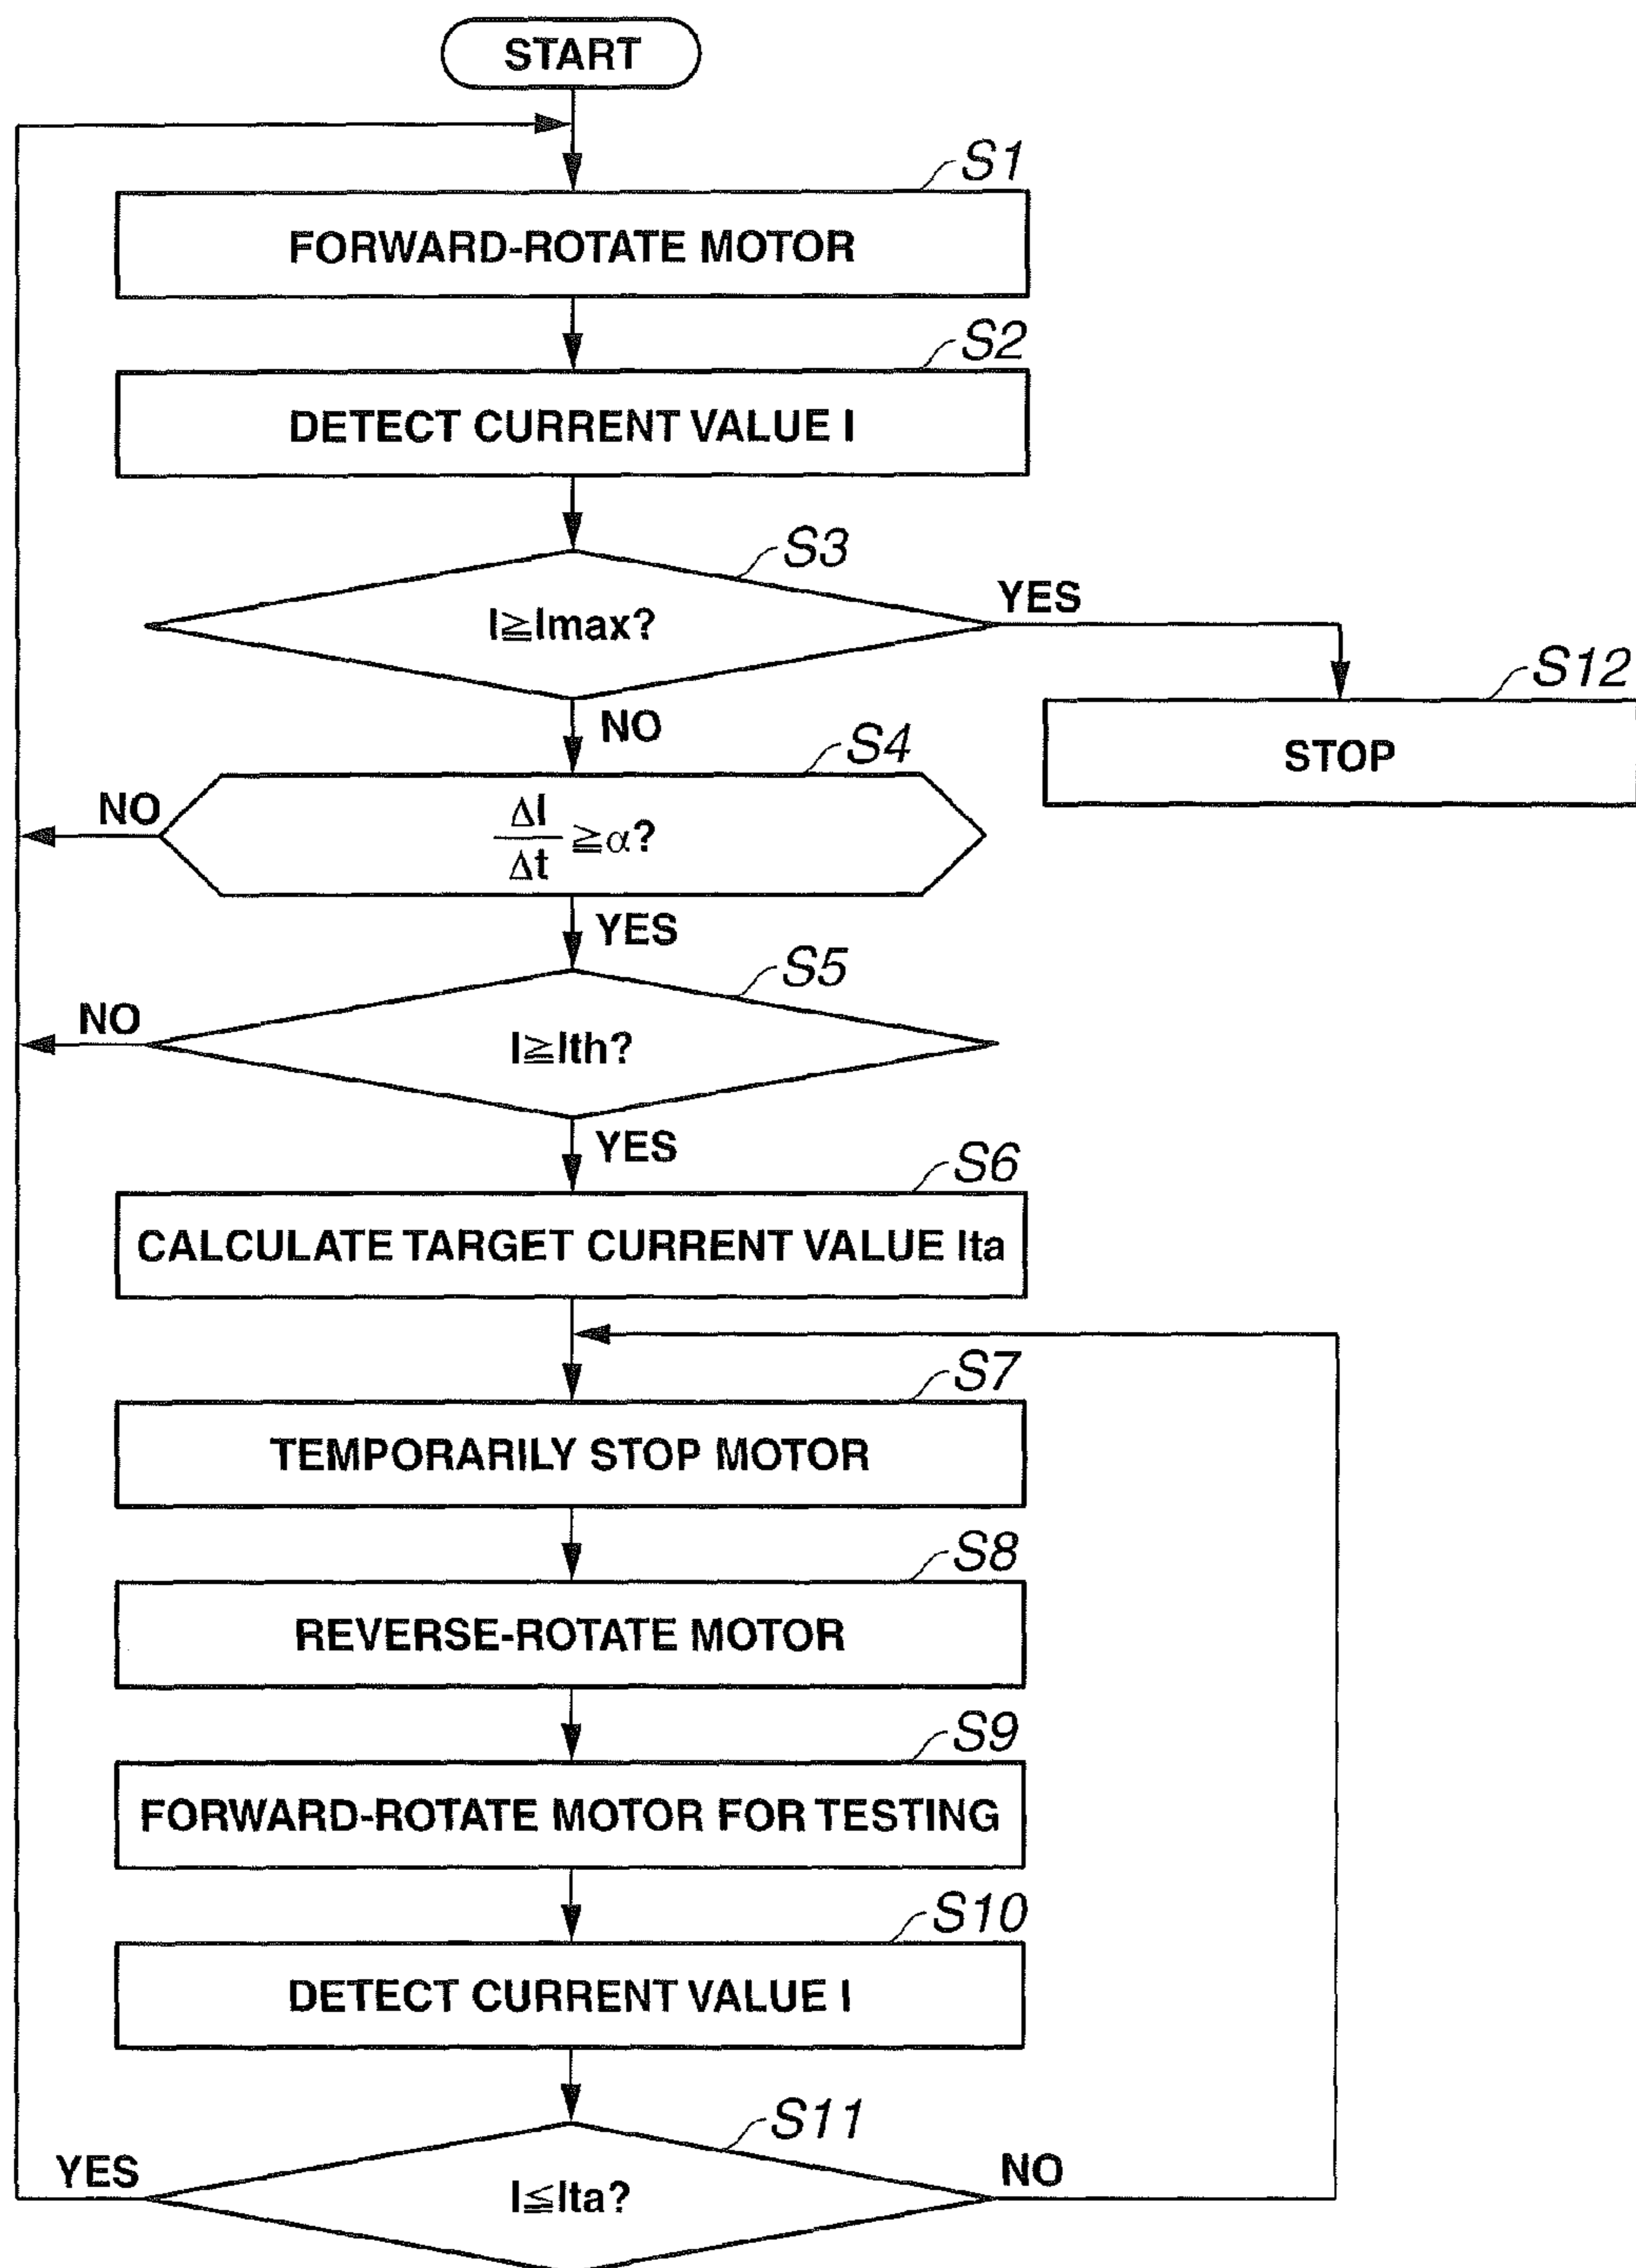 START
S1
FORWARD-ROTATE MOTOR
S2
DETECT CURRENT VALUE I
S3
I≧Imax?
YES
S12
STOP
NO
S4
NO
ΔI
Δt
≧α?
YES
S5
NO
I≧Ith?
YES
S6
CALCULATE TARGET CURRENT VALUE Ita
S7
TEMPORARILY STOP MOTOR
S8
REVERSE-ROTATE MOTOR
S9
FORWARD-ROTATE MOTOR FOR TESTING
S10
DETECT CURRENT VALUE I
S11
YES
I≦Ita?
NO